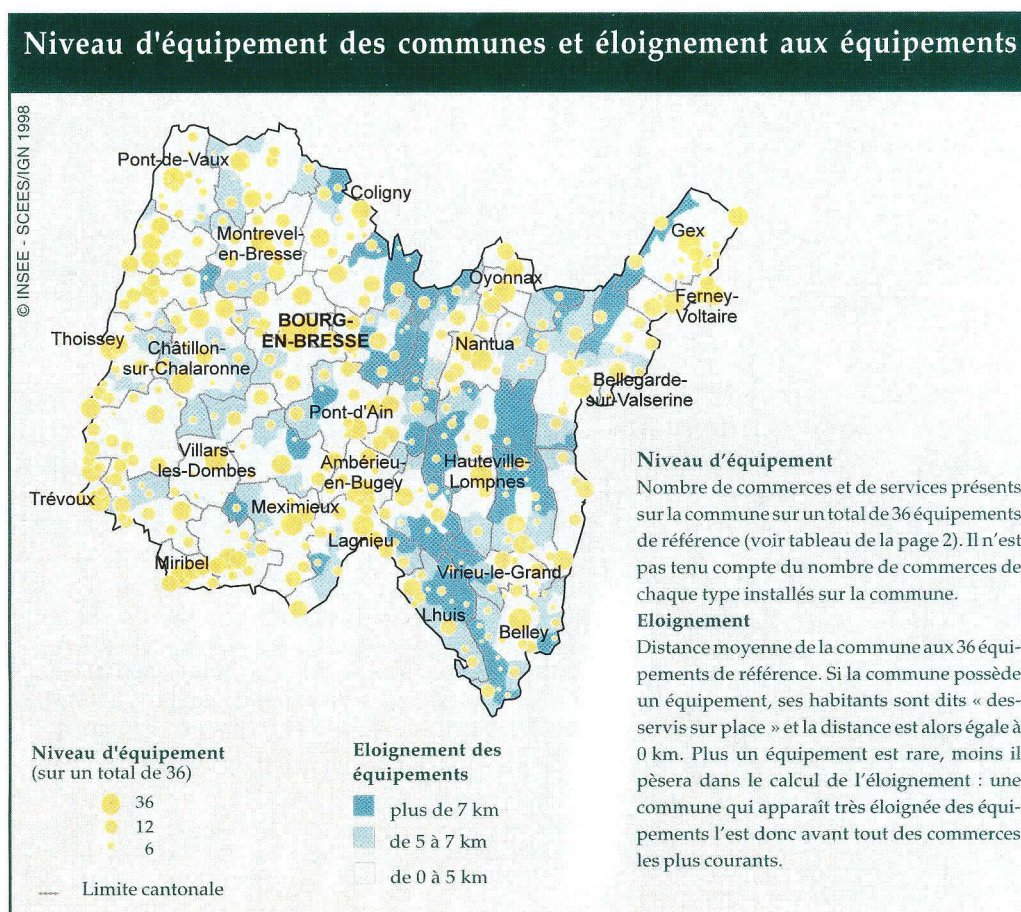 Niveau d'équipement des communes et éloignement aux équipements
© INSEE - SCEES/IGN 1998
Pont-de-Vaux
Coligny
Montrevel-
en-Bresse
Gex
Oyonnax
Ferney-
Voltaire
BOURG-
EN-BRESSE
Thoissey
Châtillon-
sur-Chalaronne
Nantua
Bellegarde-
sur-Valserine
Pont-d'Ain
Villars-
les-Dombes
Ambérieu-
en-Bugey
Hauteville-
Lompnes
Trévoux
Meximieux
Lagnieu
Miribel
Virieu-le-Grand
Lhuis
Belley
Niveau d’équipement
Nombre de commerces et de services présents
sur la commune sur un total de 36 équipements
de référence (voir tableau de la page 2). Il n’est
pas tenu compte du nombre de commerces de
chaque type installés sur la commune.
Eloignement
Distance moyenne de la commune aux 36 équi-
pements de référence. Si la commune possède
un équipement, ses habitants sont dits « des-
servis sur place » et la distance est alors égale à
0 km. Plus un équipement est rare, moins il
pèsera dans le calcul de l’éloignement : une
commune qui apparaît très éloignée des équi-
pements l’est donc avant tout des commerces
les plus courants.
Niveau d'équipement
(sur un total de 36)
36
12
6
Limite cantonale
Eloignement des
équipements
plus de 7 km
de 5 à 7 km
de 0 à 5 km